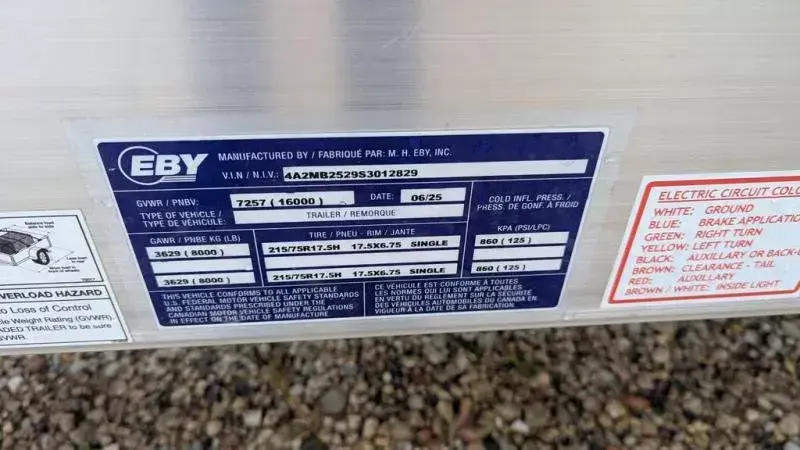 EBY
MANUFACTURED BY / FABRIQUÉ PAR: M. H. EBY, INC.
V.I.N / N.I.V.: 4A2MB2529S3012829
GVWR / PNBV: 7257 ( 16000 ) DATE: 06/25
TYPE OF VEHICLE / TYPE DE VÉHICULE: TRAILER / REMORQUE
COLD INFL. PRESS. / PRESS. DE GONF. À FROID
GAWR / PNBE KG (LB) TIRE / PNEU - RIM / JANTE KPA (PSI/LPC)
3629 ( 8000 ) 215/75R17.5H 17.5X6.75 SINGLE 860 ( 125 )
3629 ( 8000 ) 215/75R17.5H 17.5X6.75 SINGLE 860 ( 125 )
THIS VEHICLE CONFORMS TO ALL APPLICABLE
U.S. FEDERAL MOTOR VEHICLE SAFETY STANDARDS
AND STANDARDS PRESCRIBED UNDER THE
CANADIAN MOTOR VEHICLE SAFETY REGULATIONS
IN EFFECT ON THE DATE OF MANUFACTURE
CE VÉHICULE EST CONFORME À TOUTES
LES NORMES QUI LUI SONT APPLICABLES
EN VERTU DU RÈGLEMENT SUR LA SÉCURITÉ
DES VÉHICULES AUTOMOBILES DU CANADA EN
VIGUEUR À LA DATE DE SA FABRICATION.
VERLOAD HAZARD
to Loss of Control
le Weight Rating (GVWR)
ADED TRAILER to be sure
GVWR.
ELECTRIC CIRCUIT COLO
WHITE: GROUND
BLUE: BRAKE APPLICATION
GREEN: RIGHT TURN
YELLOW: LEFT TURN
BLACK: AUXILLARY OR BACK-U
BROWN: CLEARANCE - TAIL
RED: AUXILLARY
BROWN / WHITE: INSIDE LIGHT